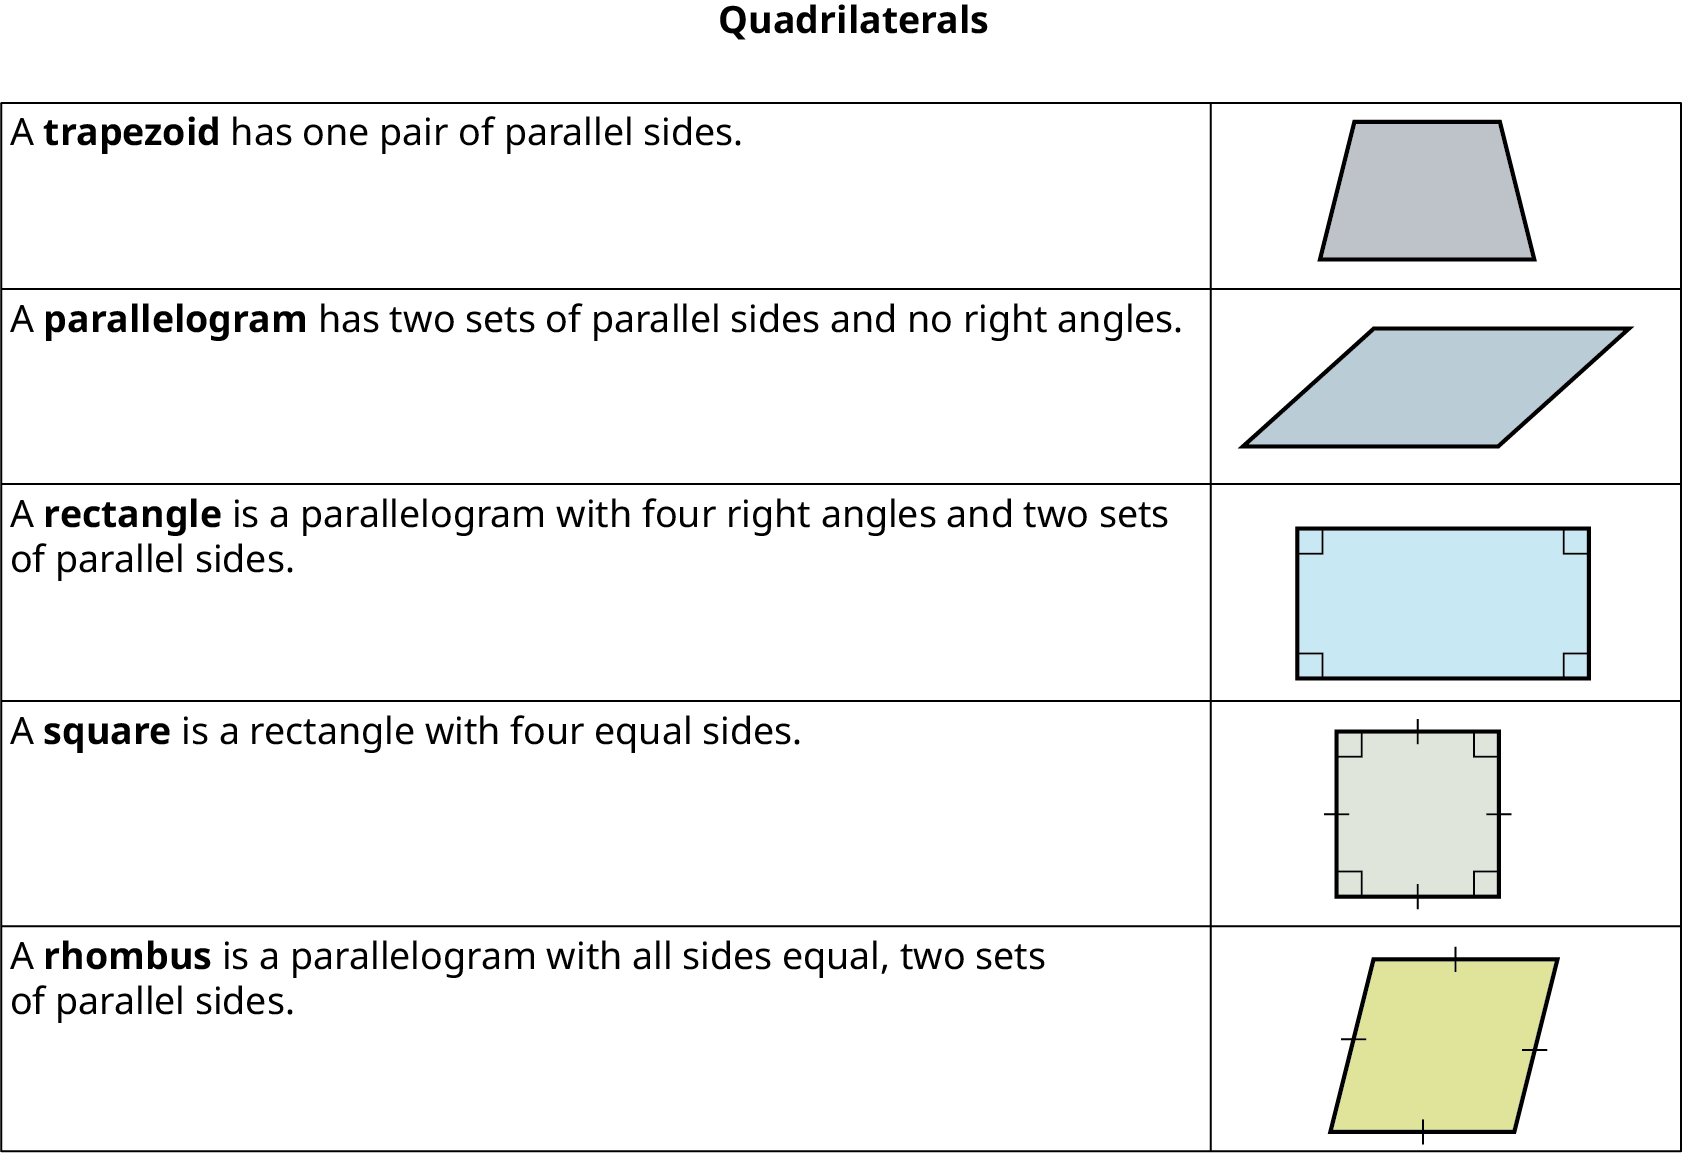 Quadrilaterals
A trapezoid has one pair of parallel sides.
A parallelogram has two sets of parallel sides and no right angles.
A rectangle is a parallelogram with four right angles and two sets
of parallel sides.
A square is a rectangle with four equal sides.
A rhombus is a parallelogram with all sides equal, two sets
of parallel sides.